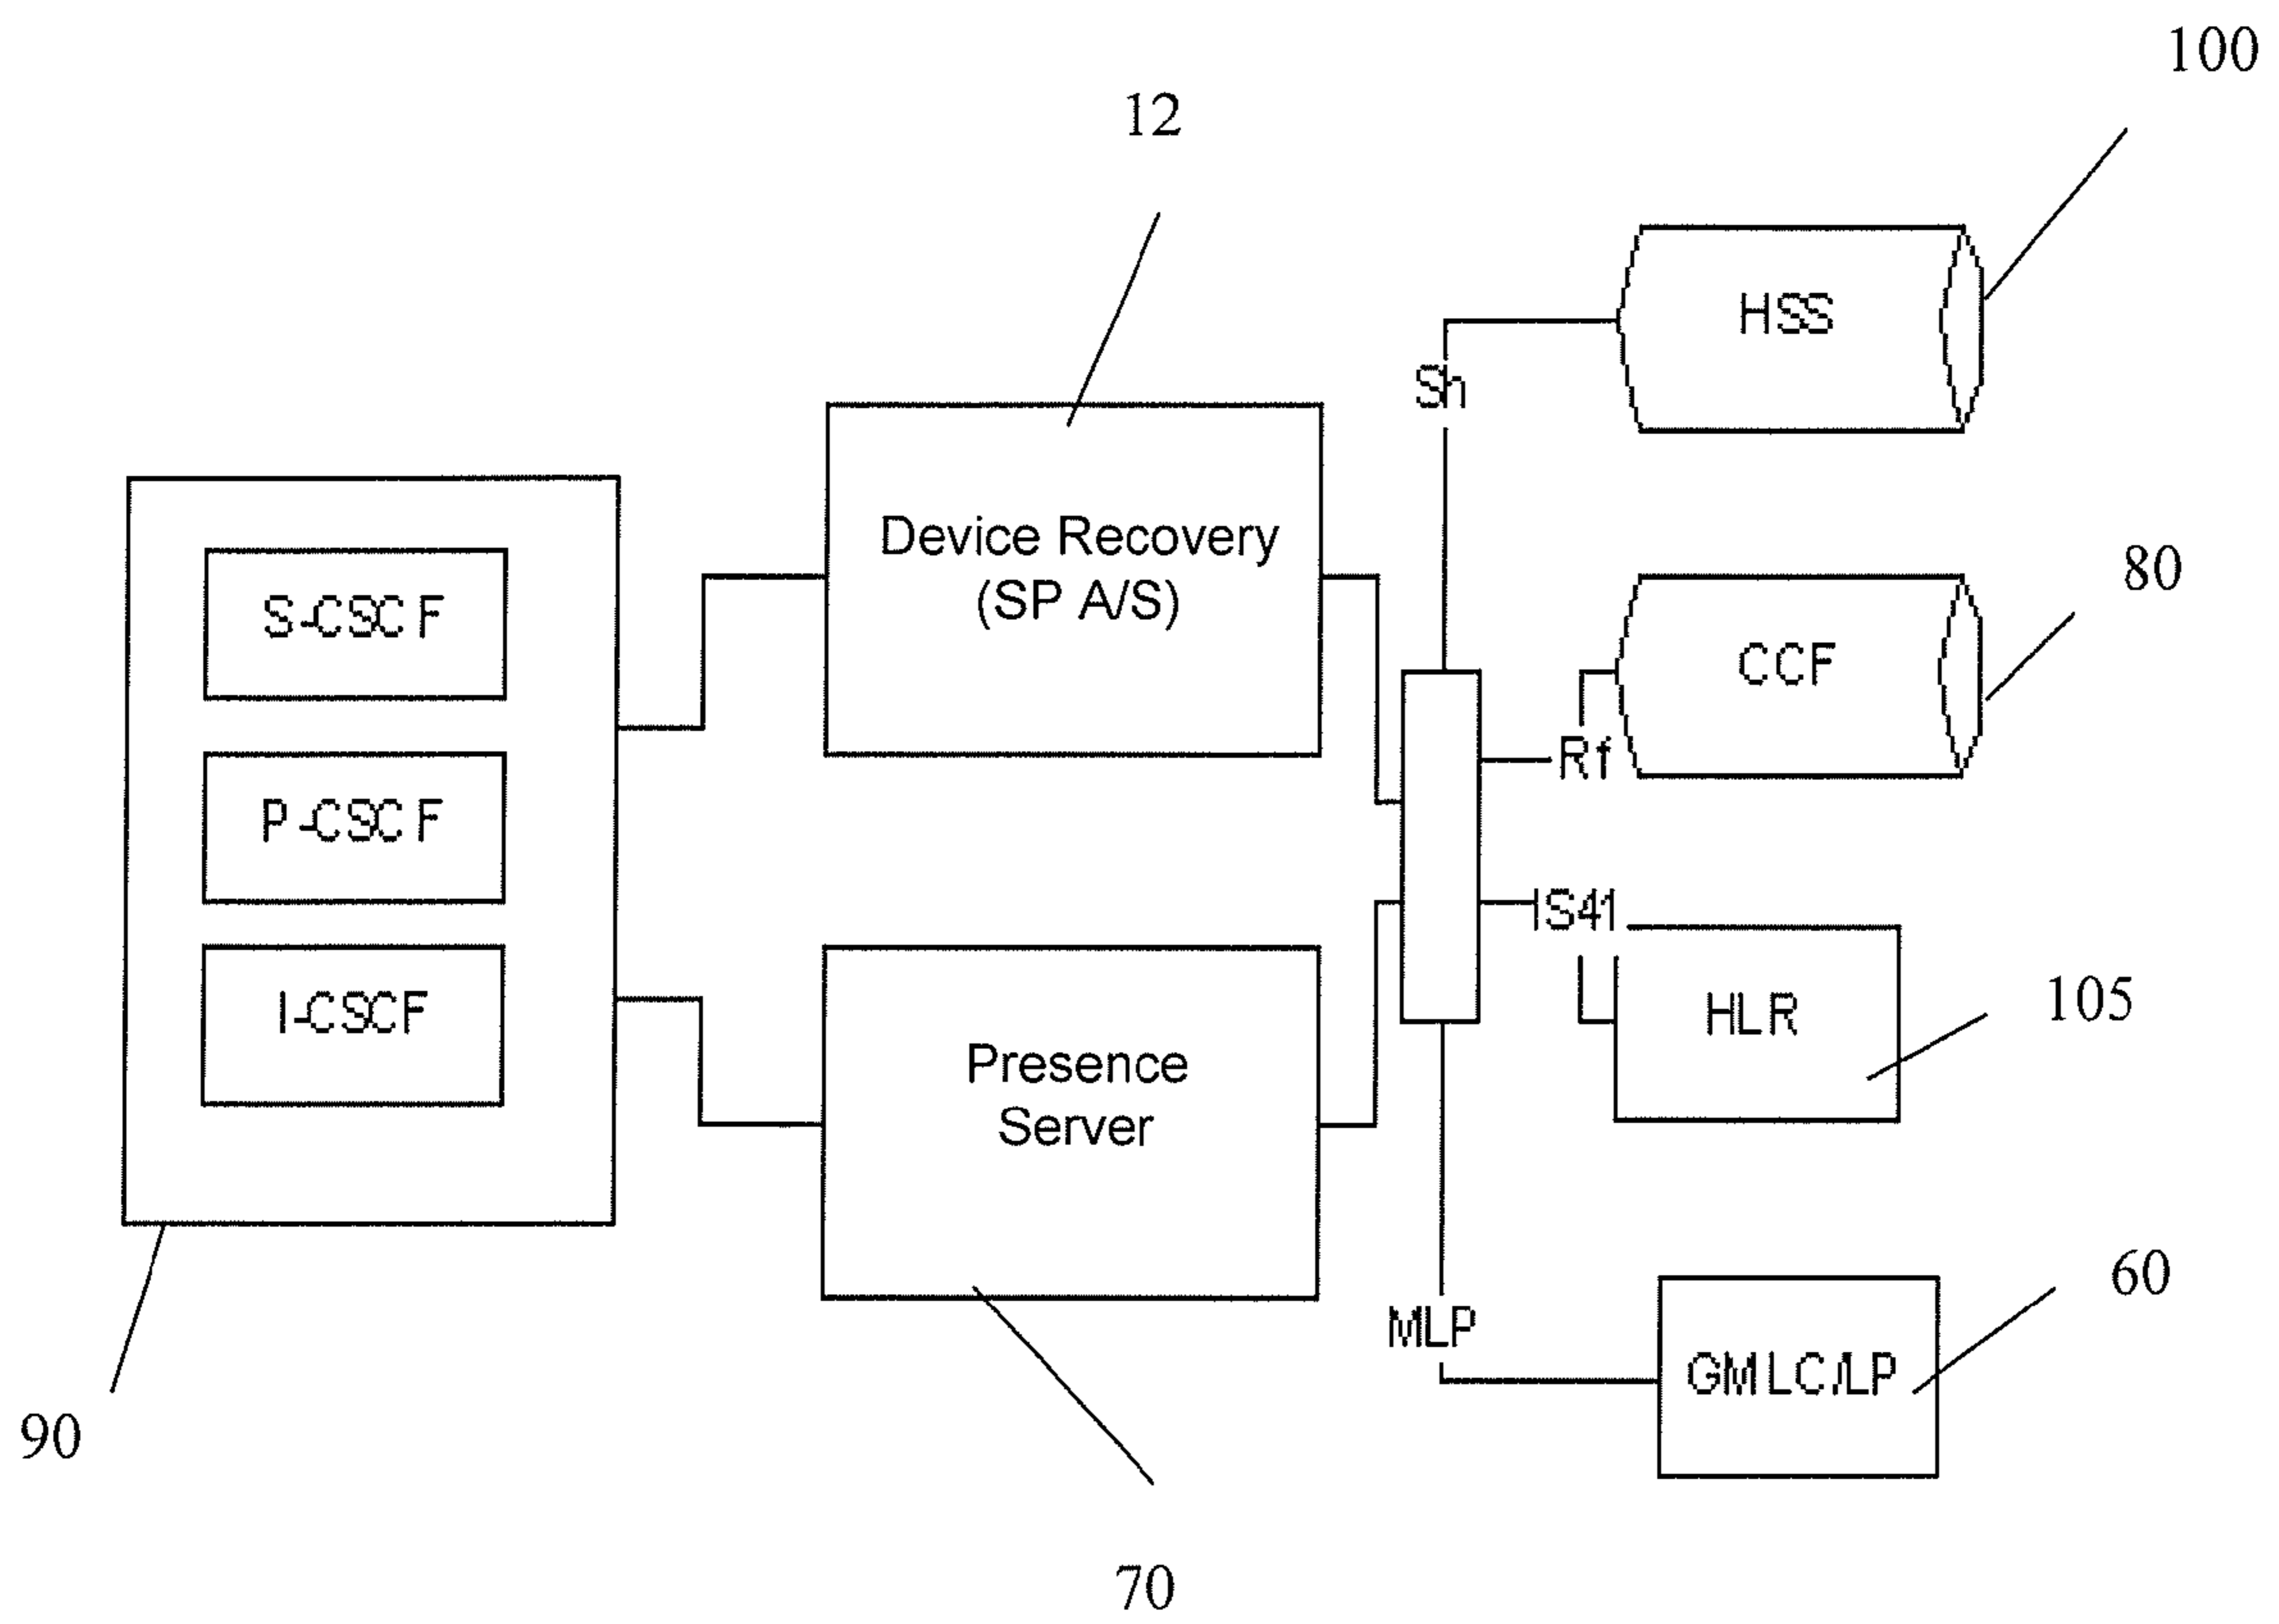 100
12
HSS
Sh
Device Recovery
(SP A/S)
80
S-CSCF
CCF
Rf
P-CSCF
IS41
I-CSCF
HLR
105
Presence
Server
60
MLP
GMLC/LP
90
70